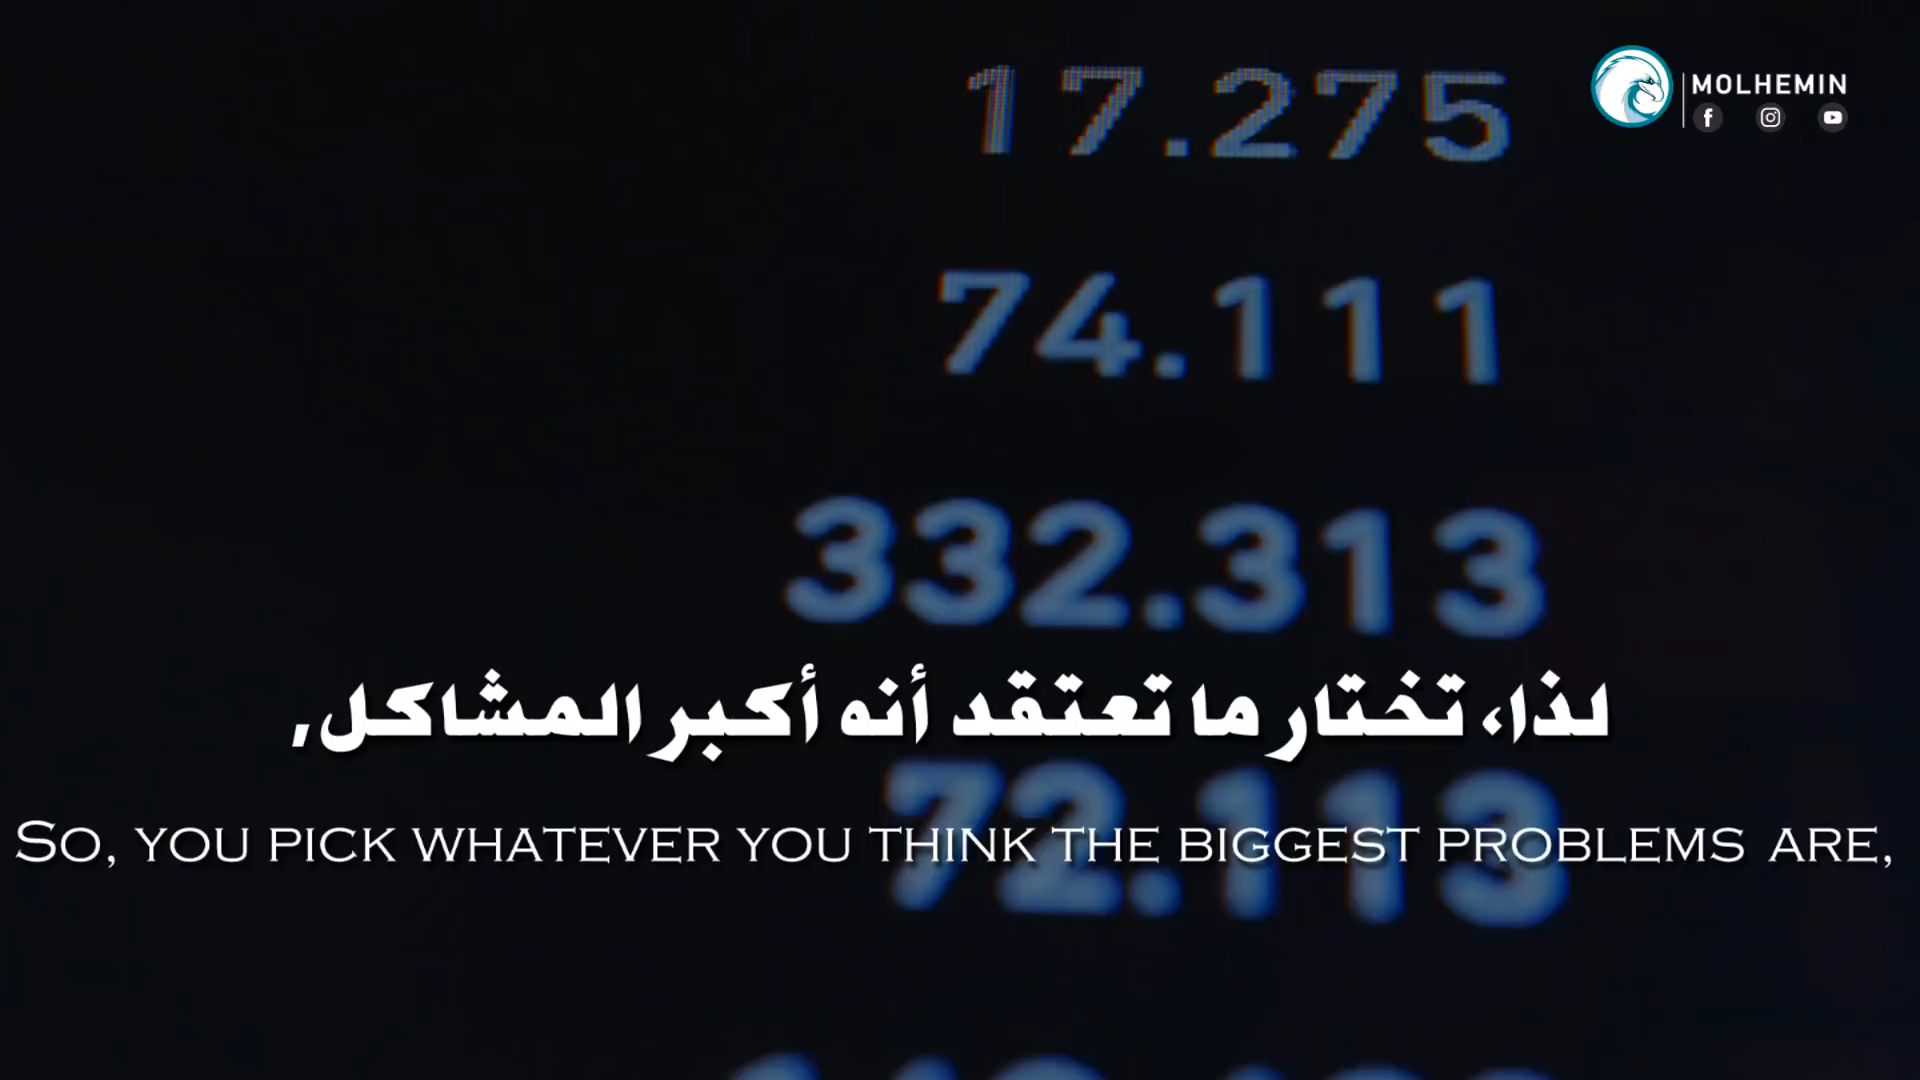 17.275
MOLHEMIN
74.111
332.313
لذا، تختار ما تعتقد أنه أكبر المشاكل,
72.113
So, you pick whatever you think the biggest problems are,